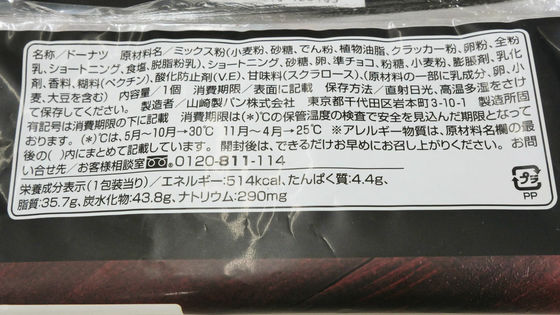 名称/ドーナツ 原材料名/ミックス粉(小麦粉、砂糖、でん粉、植物油脂、クラッカー粉、卵粉、全粉
乳、ショートニング、食塩、脱脂粉乳)、ショートニング、砂糖、卵、準チョコ、粉糖、小麦粉、膨脹剤、乳化
剤、香料、糊料(ペクチン)、酸化防止剤(V.E)、甘味料(スクラロース)、(原材料の一部に乳成分、卵、小
麦、大豆を含む) 内容量/1個 消費期限/表面に記載 保存方法/直射日光、高温多湿をさけ
て保存してください。 製造者/山崎製パン株式会社 東京都千代田区岩本町3-10-1 製造所固
有記号は消費期限の下に記載 消費期限は(*)℃の保管温度の検査で安全を見込んだ期限となって
います。(*)℃は、5月〜10月→30℃ 11月〜4月→25℃ ※アレルギー物質は、原材料名欄の最
後の( )内にまとめて記載しています。開封後は、できるだけお早めにお召し上がりください。お問
い合せ先/お客様相談室 0120-811-114
栄養成分表示(1包装当り)/エネルギー:514kcal、たんぱく質:4.4g、
脂質:35.7g、炭水化物:43.8g、ナトリウム:290mg
プラ
PP